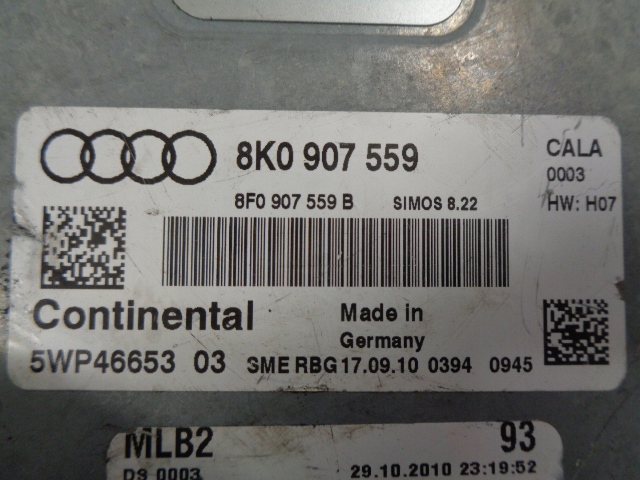 8K0 907 559
CALA
0003
8F0 907 559 B SIMOS 8.22
HW: H07
Continental
Made in
Germany
5WP46653 03 SME RBG 17.09.10 0394 0945
MLB2 93
DS 0003 29.10.2010 23:19:52